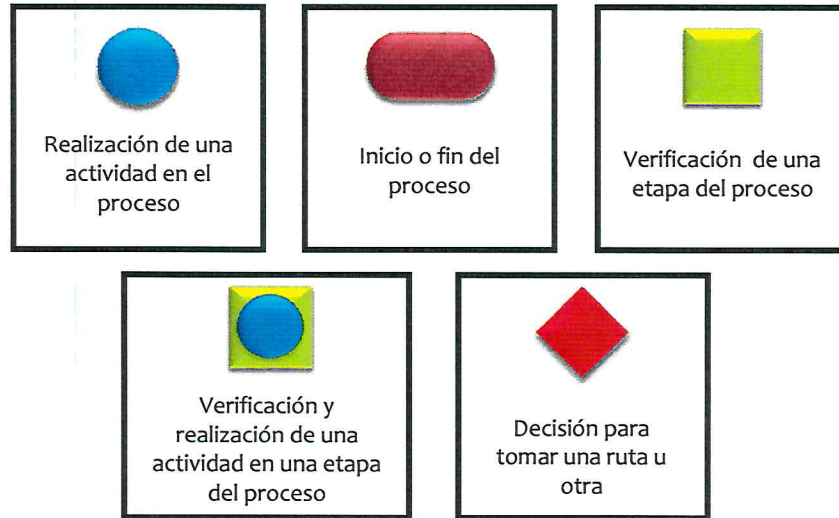 Realización de una
actividad en el
proceso
Inicio o fin del
proceso
Verificación de una
etapa del proceso
Verificación y
realización de una
actividad en una etapa
del proceso
Decisión para
tomar una ruta u
otra